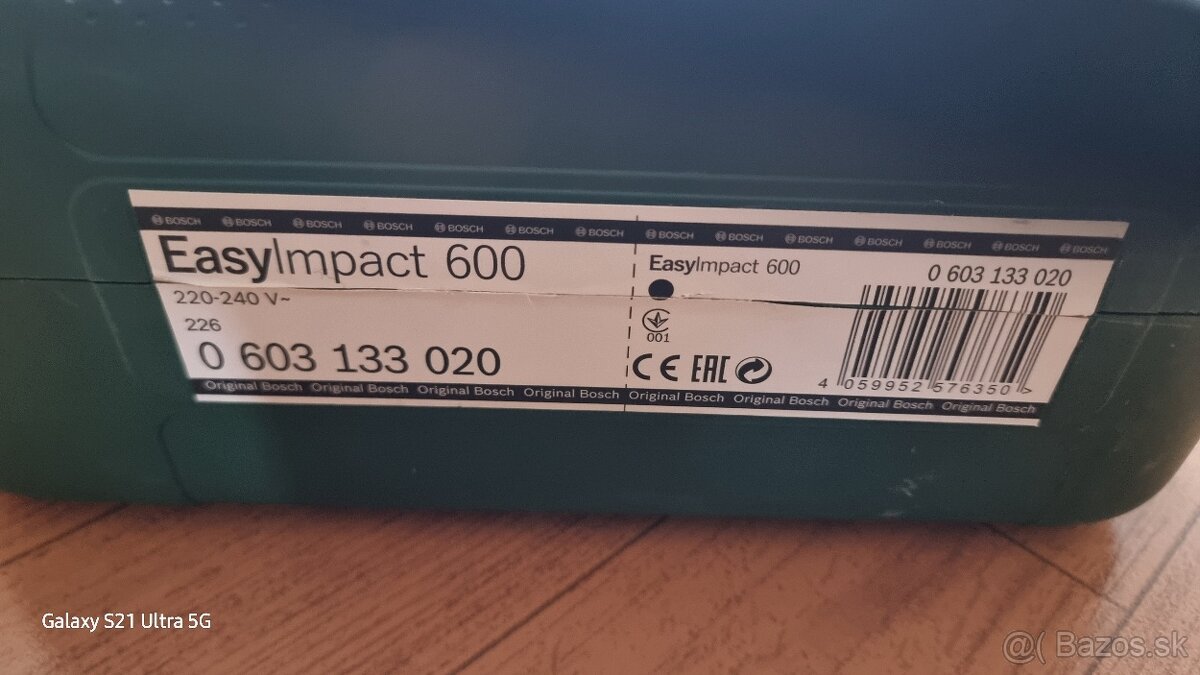 BOSCH BOSCH BOSCH BOSCH BOSCH BOSCH BOSCH BOSCH BOSCH BOSCH BOSCH BOSCH BOSCH BOSCH
EasyImpact 600
220-240 V~
226
0 603 133 020
EasyImpact 600
0 603 133 020
001
CE EAC
4 059952 576350 >
Original Bosch Original Bosch Original Bosch Original Bosch Original Bosch Original Bosch Original Bosch Original Bosch
Galaxy S21 Ultra 5G
@( Bazos.sk